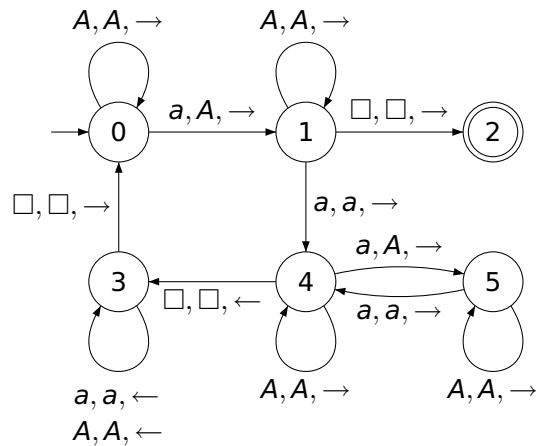 A, A, →
A, A, →
a, A, →
□, □, →
0
1
2
□, □, →
a, a, →
a, A, →
3
4
5
□, □, ←
a, a, →
a, a, ←
A, A, ←
A, A, →
A, A, →